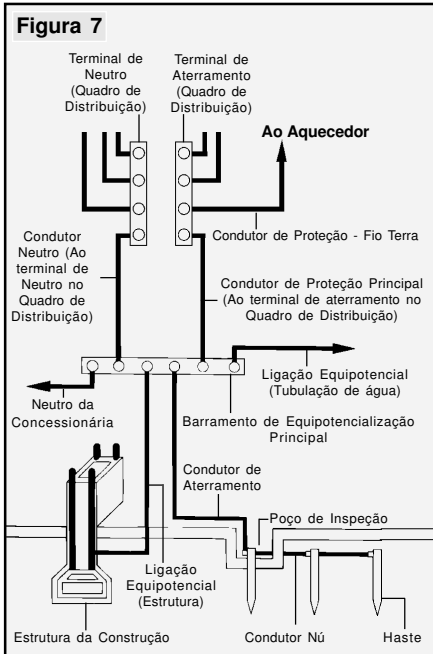 Figura 7
Terminal de
Neutro
(Quadro de
Distribuição)
Terminal de
Aterramento
(Quadro de
Distribuição)
Ao Aquecedor
Condutor de Proteção - Fio Terra
Condutor
Neutro (Ao
terminal de
Neutro no
Quadro de
Distribuição)
Condutor de Proteção Principal
(Ao terminal de aterramento no
Quadro de Distribuição)
Ligação Equipotencial
(Tubulação de água)
Neutro da
Concessionária
Barramento de Equipotencialização
Principal
Condutor de
Aterramento
Poço de Inspeção
Ligação
Equipotencial
(Estrutura)
Estrutura da Construção
Condutor Nú
Haste